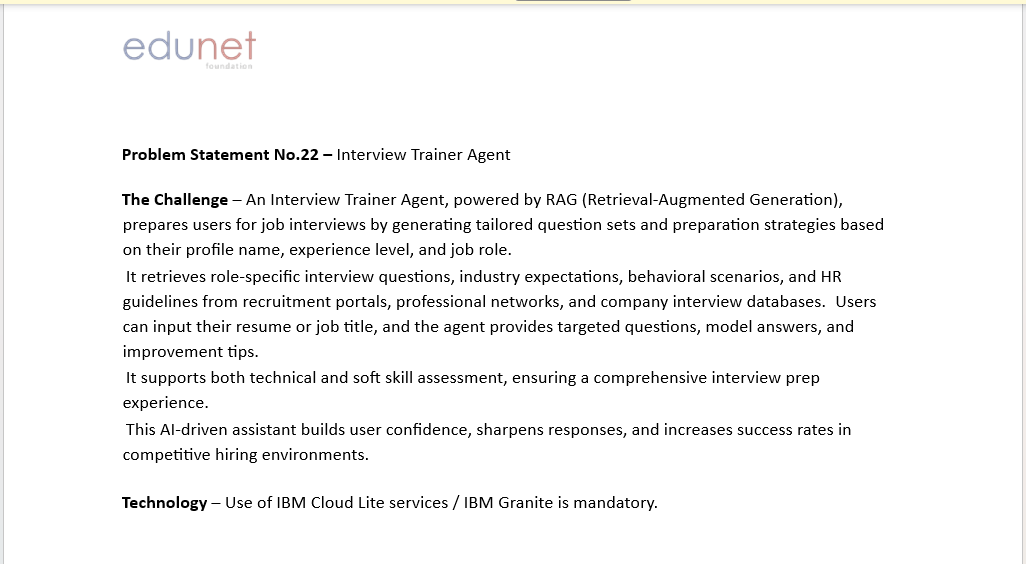 edunet
foundation
Problem Statement No.22 – Interview Trainer Agent
The Challenge – An Interview Trainer Agent, powered by RAG (Retrieval-Augmented Generation),
prepares users for job interviews by generating tailored question sets and preparation strategies based
on their profile name, experience level, and job role.
It retrieves role-specific interview questions, industry expectations, behavioral scenarios, and HR
guidelines from recruitment portals, professional networks, and company interview databases.  Users
can input their resume or job title, and the agent provides targeted questions, model answers, and
improvement tips.
It supports both technical and soft skill assessment, ensuring a comprehensive interview prep
experience.
This AI-driven assistant builds user confidence, sharpens responses, and increases success rates in
competitive hiring environments.
Technology – Use of IBM Cloud Lite services / IBM Granite is mandatory.